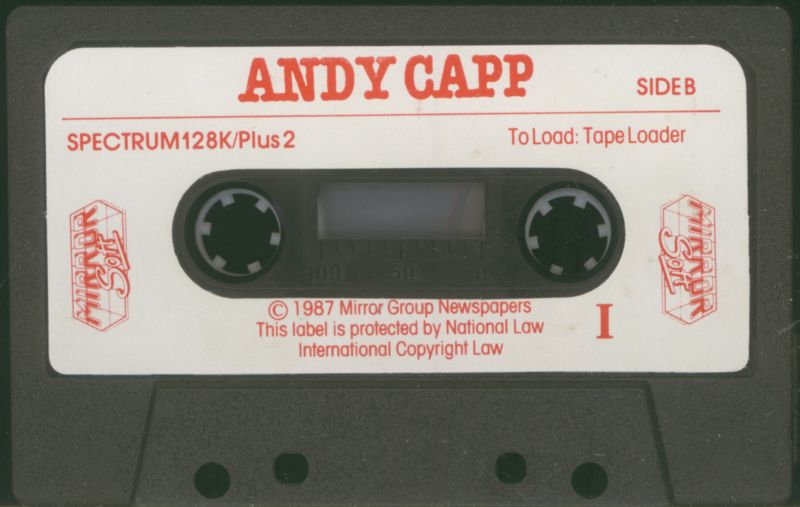 ANDY CAPP
SIDE B
SPECTRUM128K/Plus 2
To Load: Tape Loader
MIRROR
Soft
MIRROR
Soft
100 50 0
© 1987 Mirror Group Newspapers
This label is protected by National Law
International Copyright Law
I